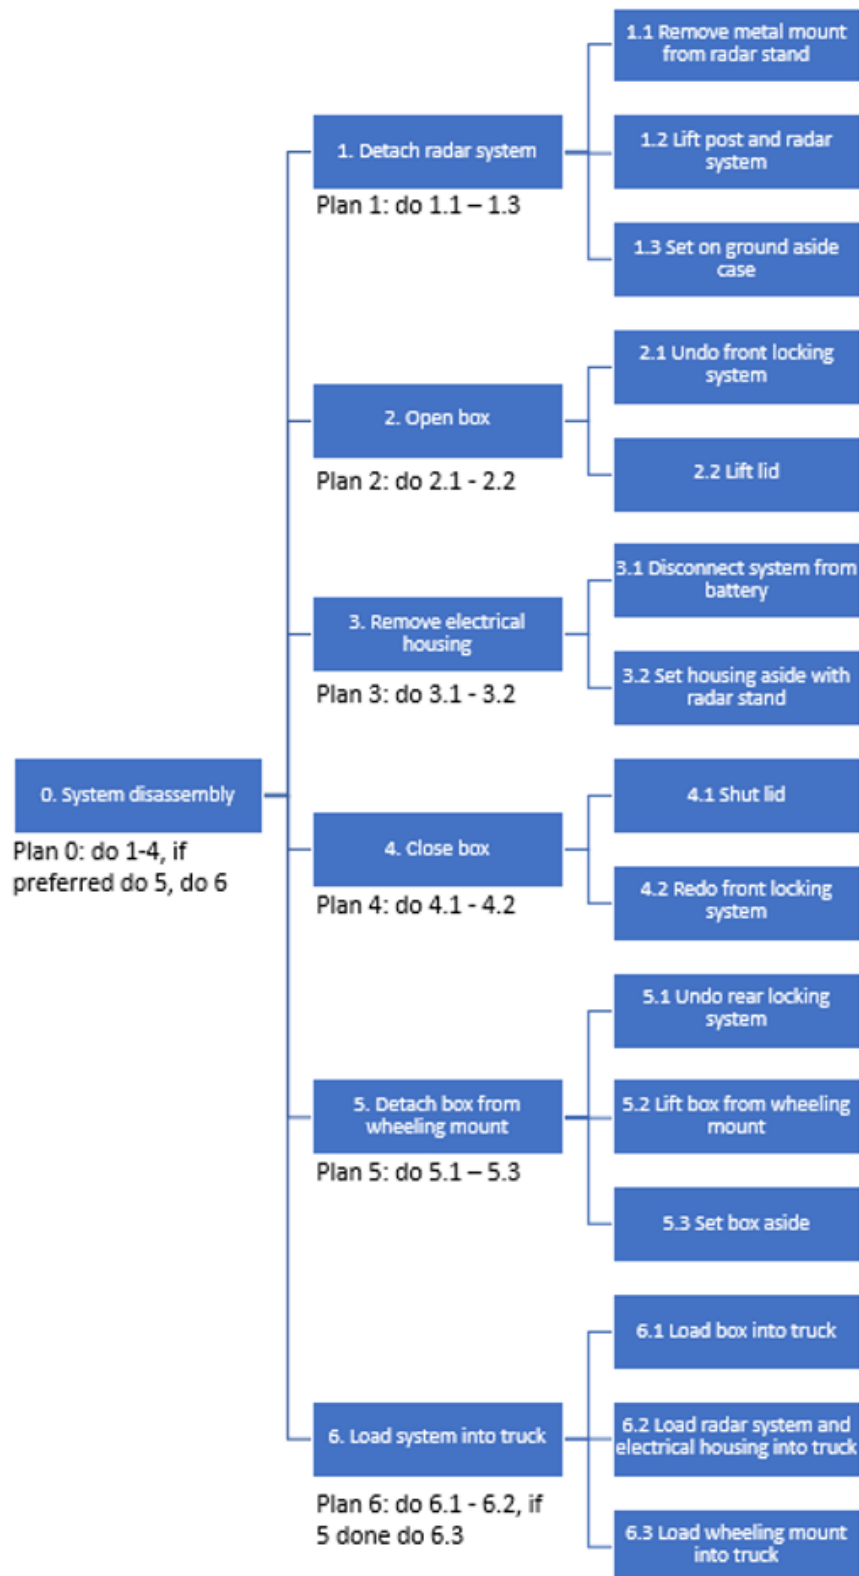 1.1 Remove metal mount
from radar stand
1. Detach radar system
Plan 1: do 1.1 – 1.3
1.2 Lift post and radar
system
1.3 Set on ground aside
case
2.1 Undo front locking
system
2. Open box
Plan 2: do 2.1 - 2.2
2.2 Lift lid
3.1 Disconnect system from
battery
3. Remove electrical
housing
Plan 3: do 3.1 - 3.2
3.2 Set housing aside with
radar stand
0. System disassembly
Plan 0: do 1-4, if
preferred do 5, do 6
4.1 Shut lid
4. Close box
Plan 4: do 4.1 - 4.2
4.2 Redo front locking
system
5.1 Undo rear locking
system
5. Detach box from
wheeling mount
Plan 5: do 5.1 – 5.3
5.2 Lift box from wheeling
mount
5.3 Set box aside
6.1 Load box into truck
6. Load system into truck
Plan 6: do 6.1 - 6.2, if
5 done do 6.3
6.2 Load radar system and
electrical housing into truck
6.3 Load wheeling mount
into truck